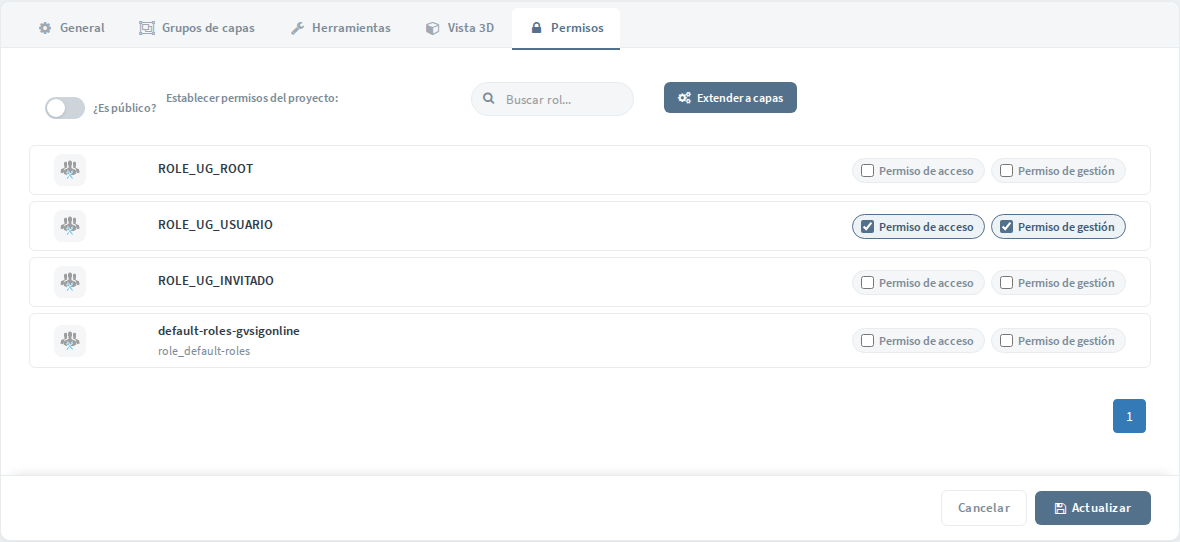 General
Grupos de capas
Herramientas
Vista 3D
Permisos
¿Es público?
Establecer permisos del proyecto:
Buscar rol...
Extender a capas
ROLE_UG_ROOT
Permiso de acceso
Permiso de gestión
ROLE_UG_USUARIO
Permiso de acceso
Permiso de gestión
ROLE_UG_INVITADO
Permiso de acceso
Permiso de gestión
default-roles-gvsigonline
role_default-roles
Permiso de acceso
Permiso de gestión
1
Cancelar
Actualizar